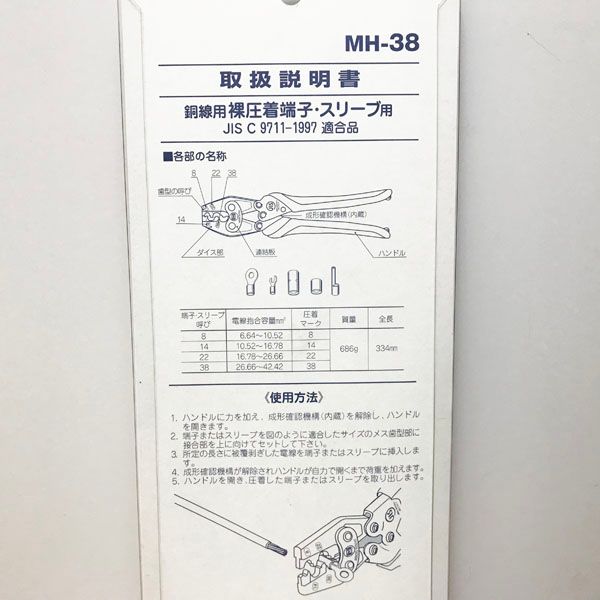 MH-38
取扱説明書
銅線用 裸圧着端子・スリーブ用
JIS C 9711-1997 適合品
■各部の名称
8 22 38
歯型の呼び
14
成形確認機構(内蔵)
ダイス部 連結板 ハンドル
端子・スリーブ呼び 電線抱合容量mm² 圧着マーク 質量 全長
8 6.64〜10.52 8
14 10.52〜16.78 14
22 16.78〜26.66 22
38 26.66〜42.42 38
686g 334mm
《使用方法》
1. ハンドルに力を加え、成形確認機構(内蔵)を解除し、ハンドル
を開きます。
2. 端子またはスリーブを図のように適合したサイズのメス歯型部に
接合部を上に向けてセットして下さい。
3. 所定の長さに被覆剥ぎした電線を端子またはスリーブに挿入しま
す。
4. 成形確認機構が解除されハンドルが自力で開くまで荷重を加えます。
5. ハンドルを開き、圧着した端子またはスリーブを取り出します。